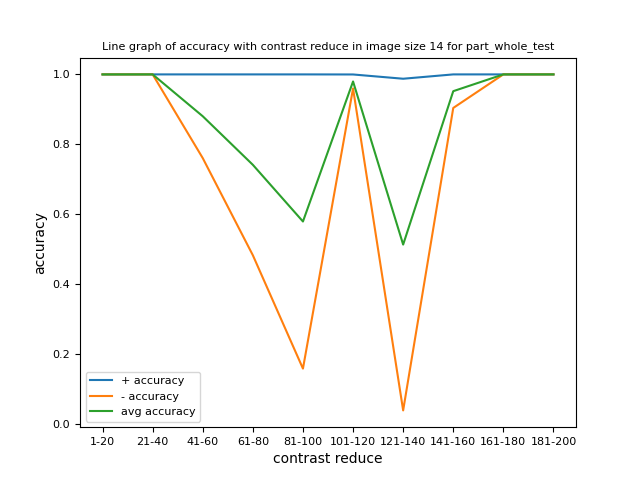 Line graph of accuracy with contrast reduce in image size 14 for part_whole_test
1.0
0.8
0.6
0.4
0.2
0.0
accuracy
+ accuracy
- accuracy
avg accuracy
1-20 21-40 41-60 61-80 81-100 101-120 121-140 141-160 161-180 181-200
contrast reduce